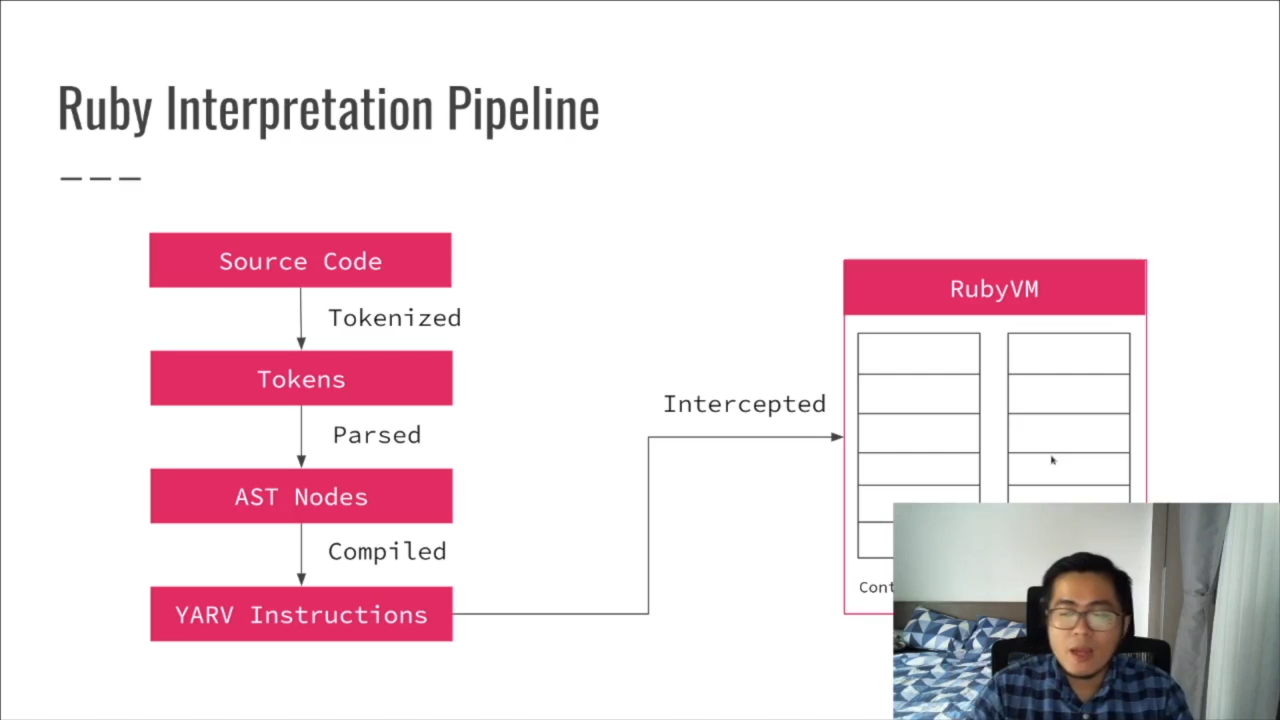 Ruby Interpretation Pipeline
Source Code
Tokenized
Tokens
Parsed
AST Nodes
Compiled
YARV Instructions
Intercepted
RubyVM